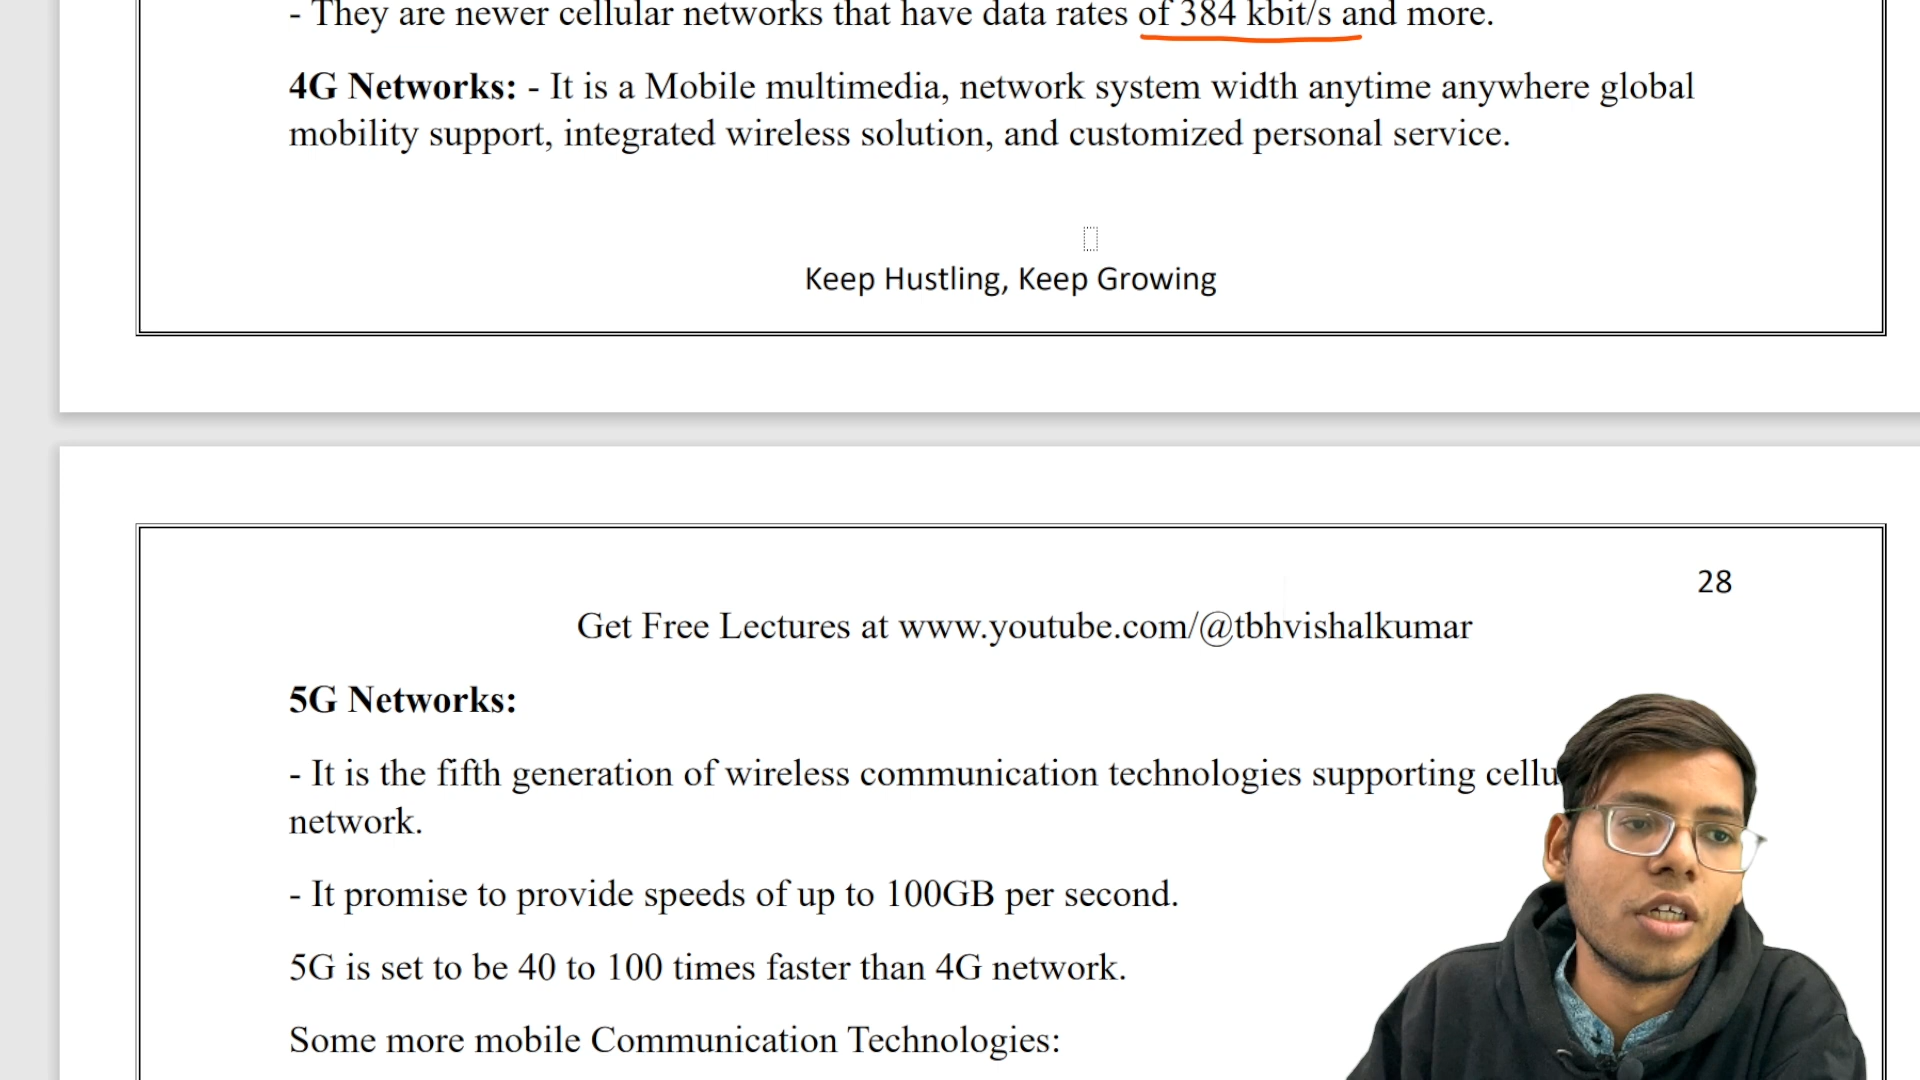 - They are newer cellular networks that have data rates of 384 kbit/s and more.
4G Networks: - It is a Mobile multimedia, network system width anytime anywhere global
mobility support, integrated wireless solution, and customized personal service.
Keep Hustling, Keep Growing
28
Get Free Lectures at www.youtube.com/@tbhvishalkumar
5G Networks:
- It is the fifth generation of wireless communication technologies supporting cellu
network.
- It promise to provide speeds of up to 100GB per second.
5G is set to be 40 to 100 times faster than 4G network.
Some more mobile Communication Technologies: